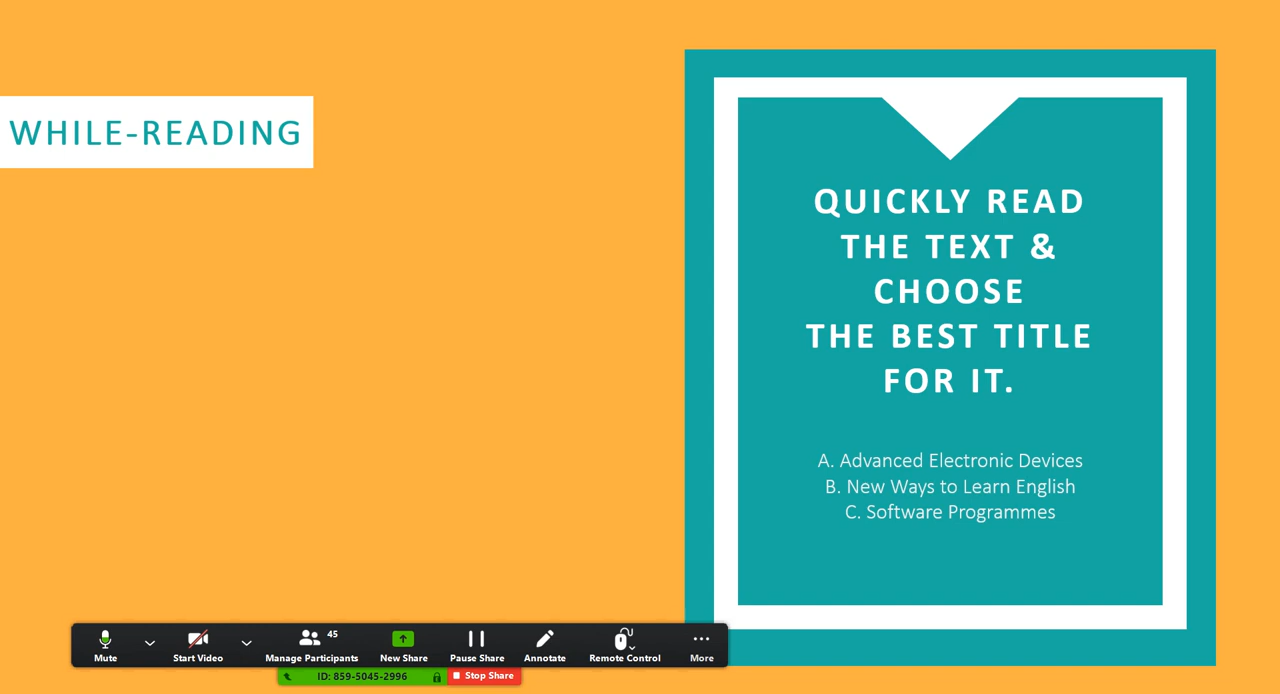 WHILE-READING
QUICKLY READ
THE TEXT &
CHOOSE
THE BEST TITLE
FOR IT.
A. Advanced Electronic Devices
B. New Ways to Learn English
C. Software Programmes
45
Mute
Start Video
Manage Participants
New Share
Pause Share
Annotate
Remote Control
More
ID: 859-5045-2996
Stop Share